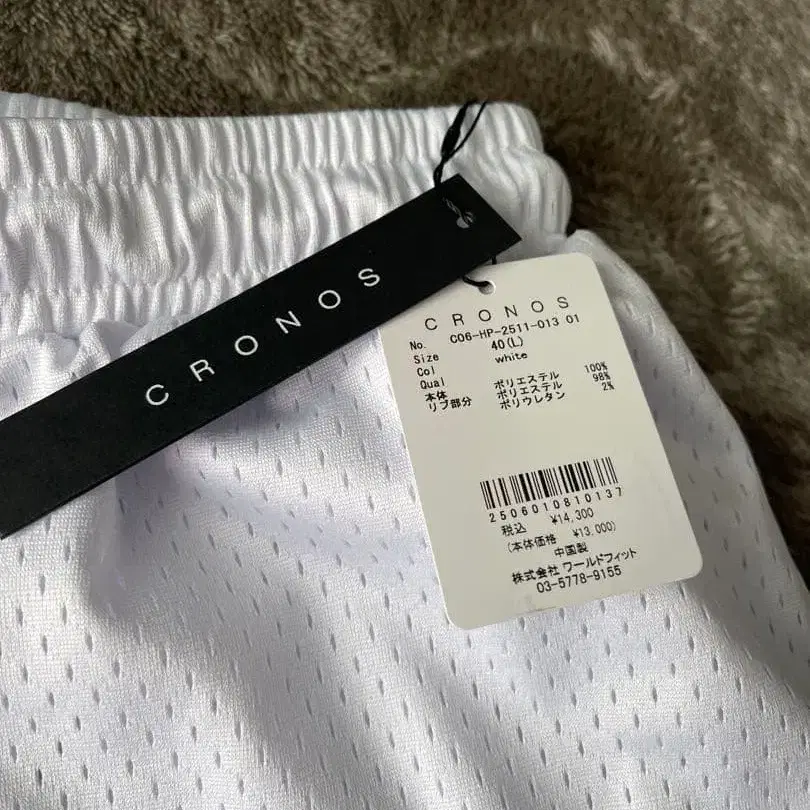 CRONOS
CRONOS
No. C06-HP-2511-013 01
Size 40(L)
Col white
Qual
本体 ポリエステル 100%
リブ部分 ポリエステル 98%
ポリウレタン 2%
2506010810137
税込 ¥14,300
(本体価格 ¥13,000)
中国製
株式会社 ワールドフィット
03-5778-9155